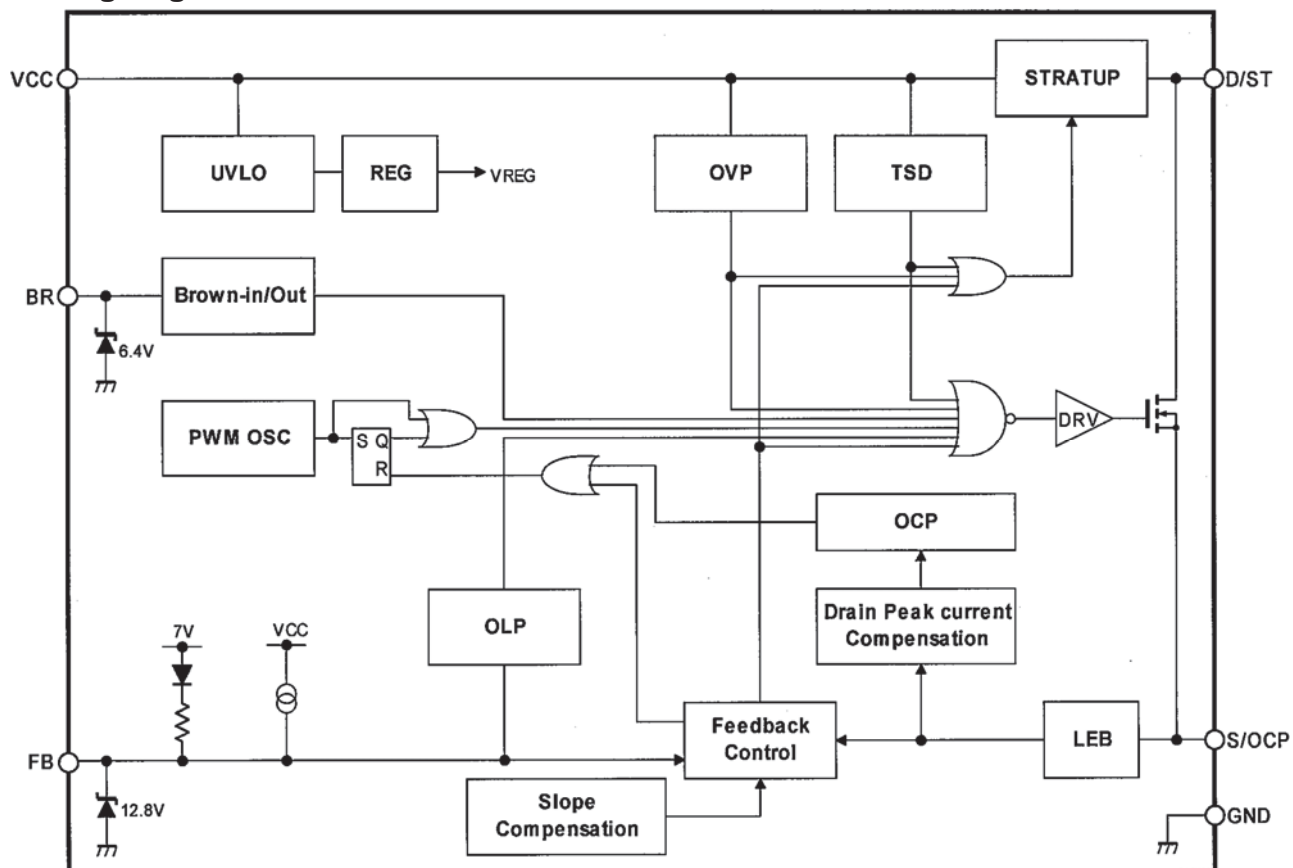 STRATUP
VCC
D/ST
UVLO
REG
VREG
OVP
TSD
BR
Brown-in/Out
6.4V
PWM OSC
S Q
R
DRV
OCP
OLP
Drain Peak current
Compensation
7V
VCC
Feedback
Control
LEB
S/OCP
FB
12.8V
Slope
Compensation
GND